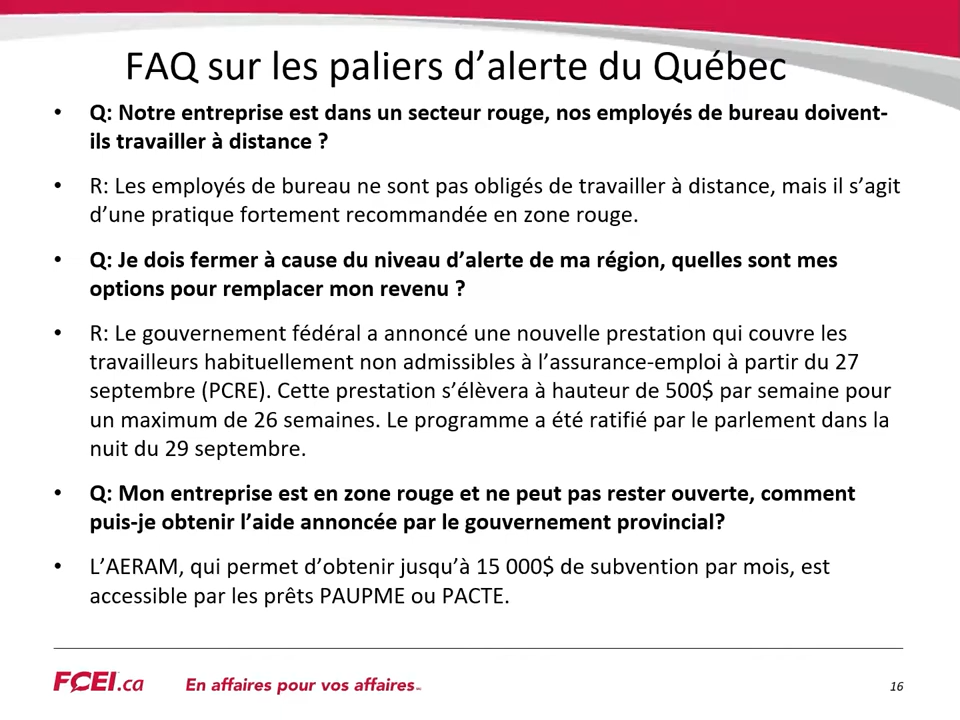 FAQ sur les paliers d’alerte du Québec
• Q: Notre entreprise est dans un secteur rouge, nos employés de bureau doivent-
ils travailler à distance ?
• R: Les employés de bureau ne sont pas obligés de travailler à distance, mais il s’agit
d’une pratique fortement recommandée en zone rouge.
• Q: Je dois fermer à cause du niveau d’alerte de ma région, quelles sont mes
options pour remplacer mon revenu ?
• R: Le gouvernement fédéral a annoncé une nouvelle prestation qui couvre les
travailleurs habituellement non admissibles à l’assurance-emploi à partir du 27
septembre (PCRE). Cette prestation s’élèvera à hauteur de 500$ par semaine pour
un maximum de 26 semaines. Le programme a été ratifié par le parlement dans la
nuit du 29 septembre.
• Q: Mon entreprise est en zone rouge et ne peut pas rester ouverte, comment
puis-je obtenir l’aide annoncée par le gouvernement provincial?
• L’AERAM, qui permet d’obtenir jusqu’à 15 000$ de subvention par mois, est
accessible par les prêts PAUPME ou PACTE.
FCEI.ca En affaires pour vos affaires 16